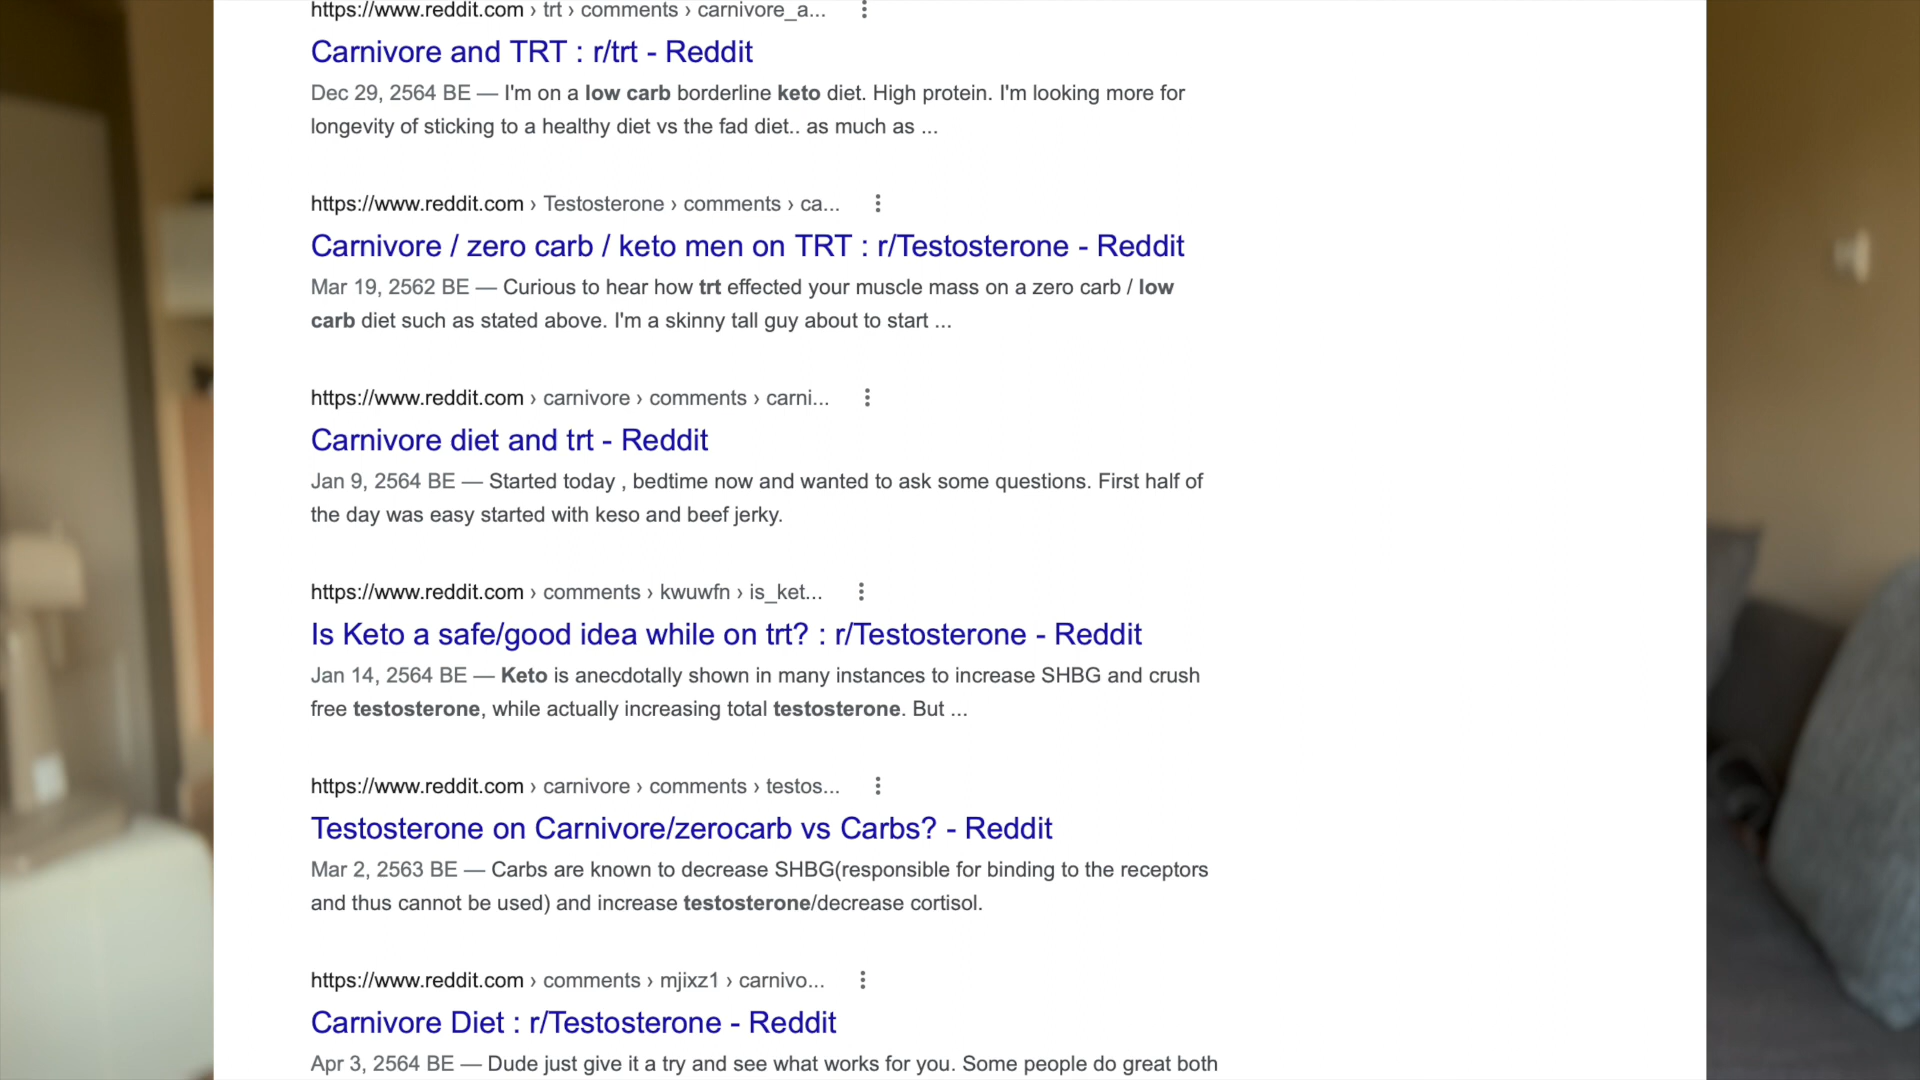 https://www.reddit.com › trt › comments › carnivore_a...
Carnivore and TRT : r/trt - Reddit
Dec 29, 2564 BE — I'm on a low carb borderline keto diet. High protein. I'm looking more for
longevity of sticking to a healthy diet vs the fad diet.. as much as ...
https://www.reddit.com › Testosterone › comments › ca...
Carnivore / zero carb / keto men on TRT : r/Testosterone - Reddit
Mar 19, 2562 BE — Curious to hear how trt effected your muscle mass on a zero carb / low
carb diet such as stated above. I'm a skinny tall guy about to start ...
https://www.reddit.com › carnivore › comments › carni...
Carnivore diet and trt - Reddit
Jan 9, 2564 BE — Started today , bedtime now and wanted to ask some questions. First half of
the day was easy started with keso and beef jerky.
https://www.reddit.com › comments › kwuwfn › is_ket...
Is Keto a safe/good idea while on trt? : r/Testosterone - Reddit
Jan 14, 2564 BE — Keto is anecdotally shown in many instances to increase SHBG and crush
free testosterone, while actually increasing total testosterone. But ...
https://www.reddit.com › carnivore › comments › testos...
Testosterone on Carnivore/zerocarb vs Carbs? - Reddit
Mar 2, 2563 BE — Carbs are known to decrease SHBG(responsible for binding to the receptors
and thus cannot be used) and increase testosterone/decrease cortisol.
https://www.reddit.com › comments › mjixz1 › carnivo...
Carnivore Diet : r/Testosterone - Reddit
Apr 3, 2564 BE — Dude just give it a try and see what works for you. Some people do great both